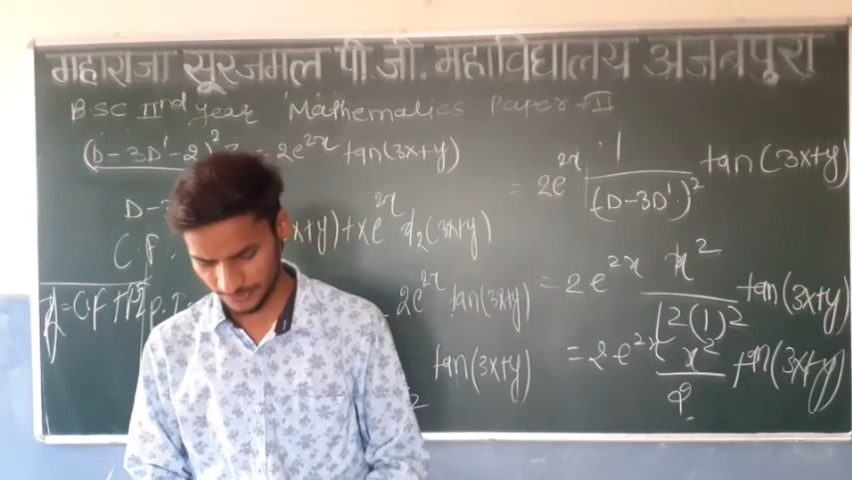 महाराजा सूरजमल पी.जी. महाविद्यालय अजबपुरा
B.SC IInd year Mathematics Paper-II
(D-3D'-2)² = 2e^2x tan(3x+y)
D-3
C.F.
x+y)+xe^2x φ₂(3x+y)
= C.F + P.I
P.I
2e^2x tan(3x+y)
tan(3x+y)
= 2e^2x 1/(D-3D')² tan(3x+y)
= 2e^2x x²/2(1)² tan(3x+y)
= 2e^2x x²/2 tan(3x+y)